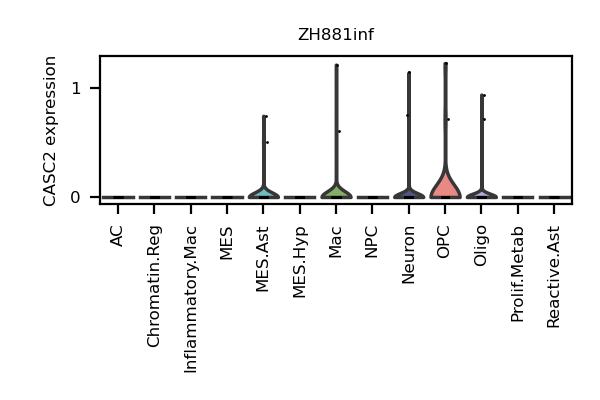 ZH881inf
CASC2 expression
1
0
AC
Chromatin.Reg
Inflammatory.Mac
MES
MES.Ast
MES.Hyp
Mac
NPC
Neuron
OPC
Oligo
Prolif.Metab
Reactive.Ast